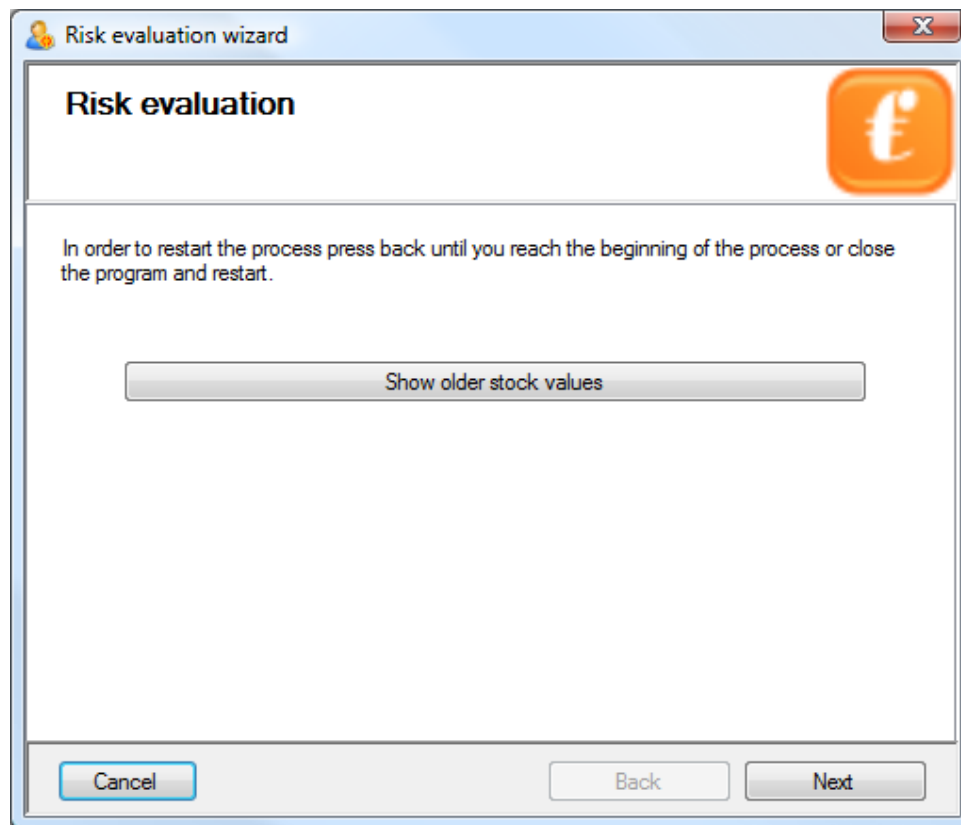 Risk evaluation wizard
Risk evaluation
In order to restart the process press back until you reach the beginning of the process or close
the program and restart.
Show older stock values
Cancel
Back
Next